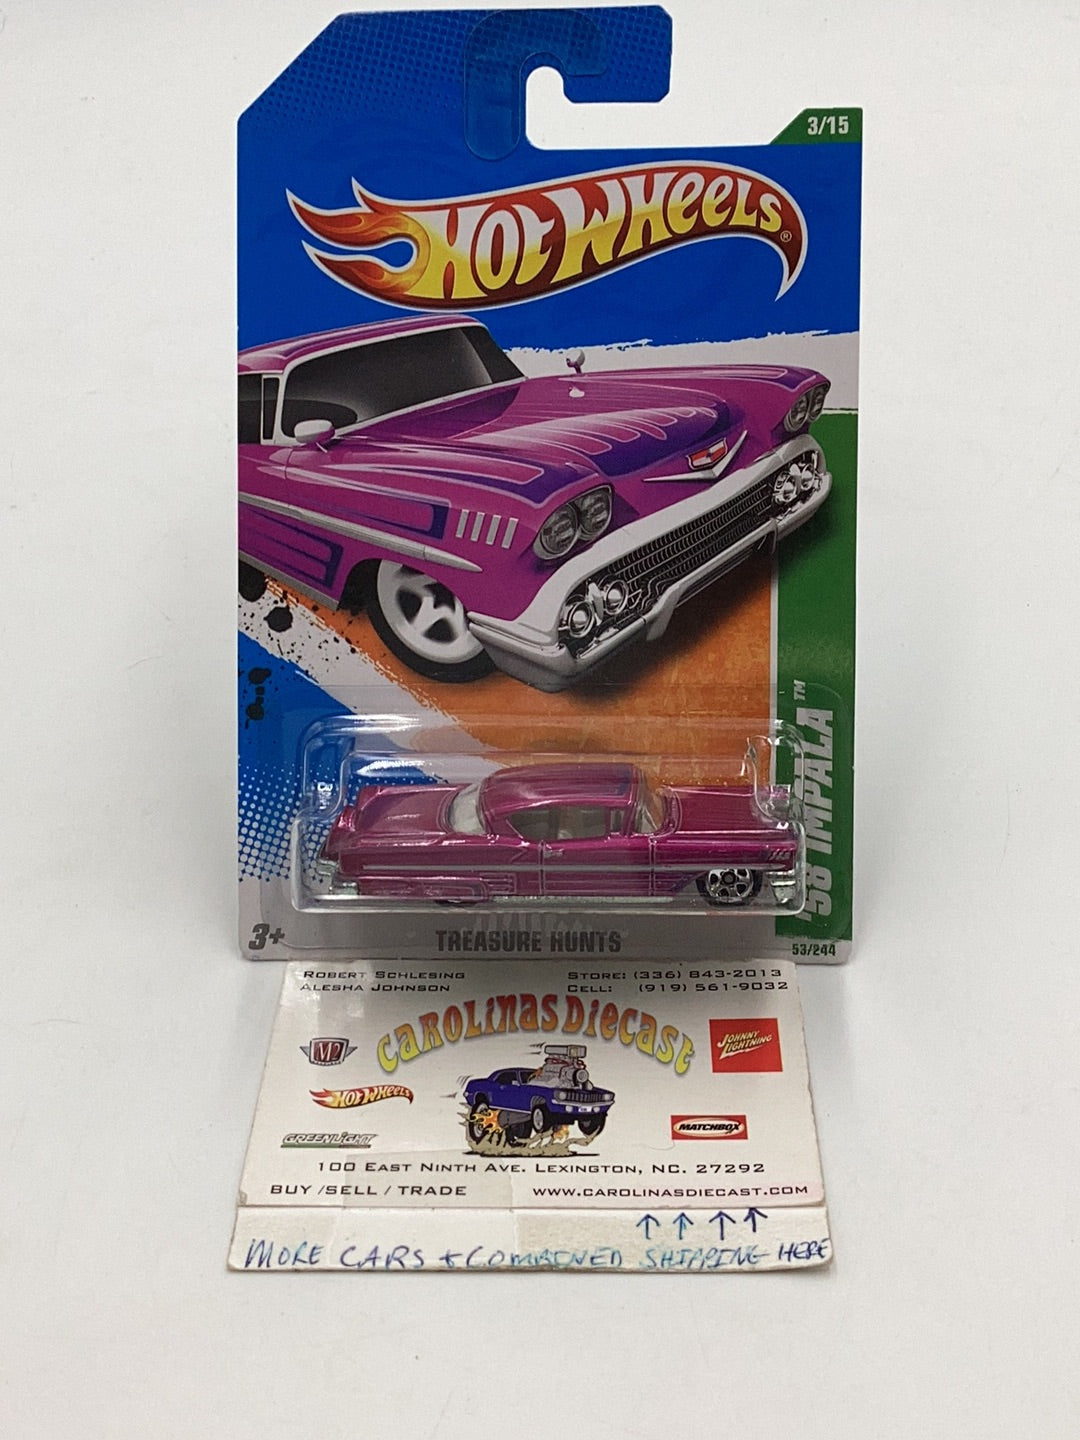 3/15
HOT WHEELS®
'58 IMPALA™
3+
TREASURE HUNTS
53/244
ROBERT SCHLESING
ALESHA JOHNSON
STORE: (336) 843-2013
CELL: (919) 561-9032
CAROLINAS DIECAST
M2
JOHNNY LIGHTNING
HOT WHEELS
MATCHBOX
GREENLIGHT
100 EAST NINTH AVE. LEXINGTON, NC. 27292
BUY /SELL / TRADE
WWW.CAROLINASDIECAST.COM
MORE CARS + COMBINED SHIPPING HERE